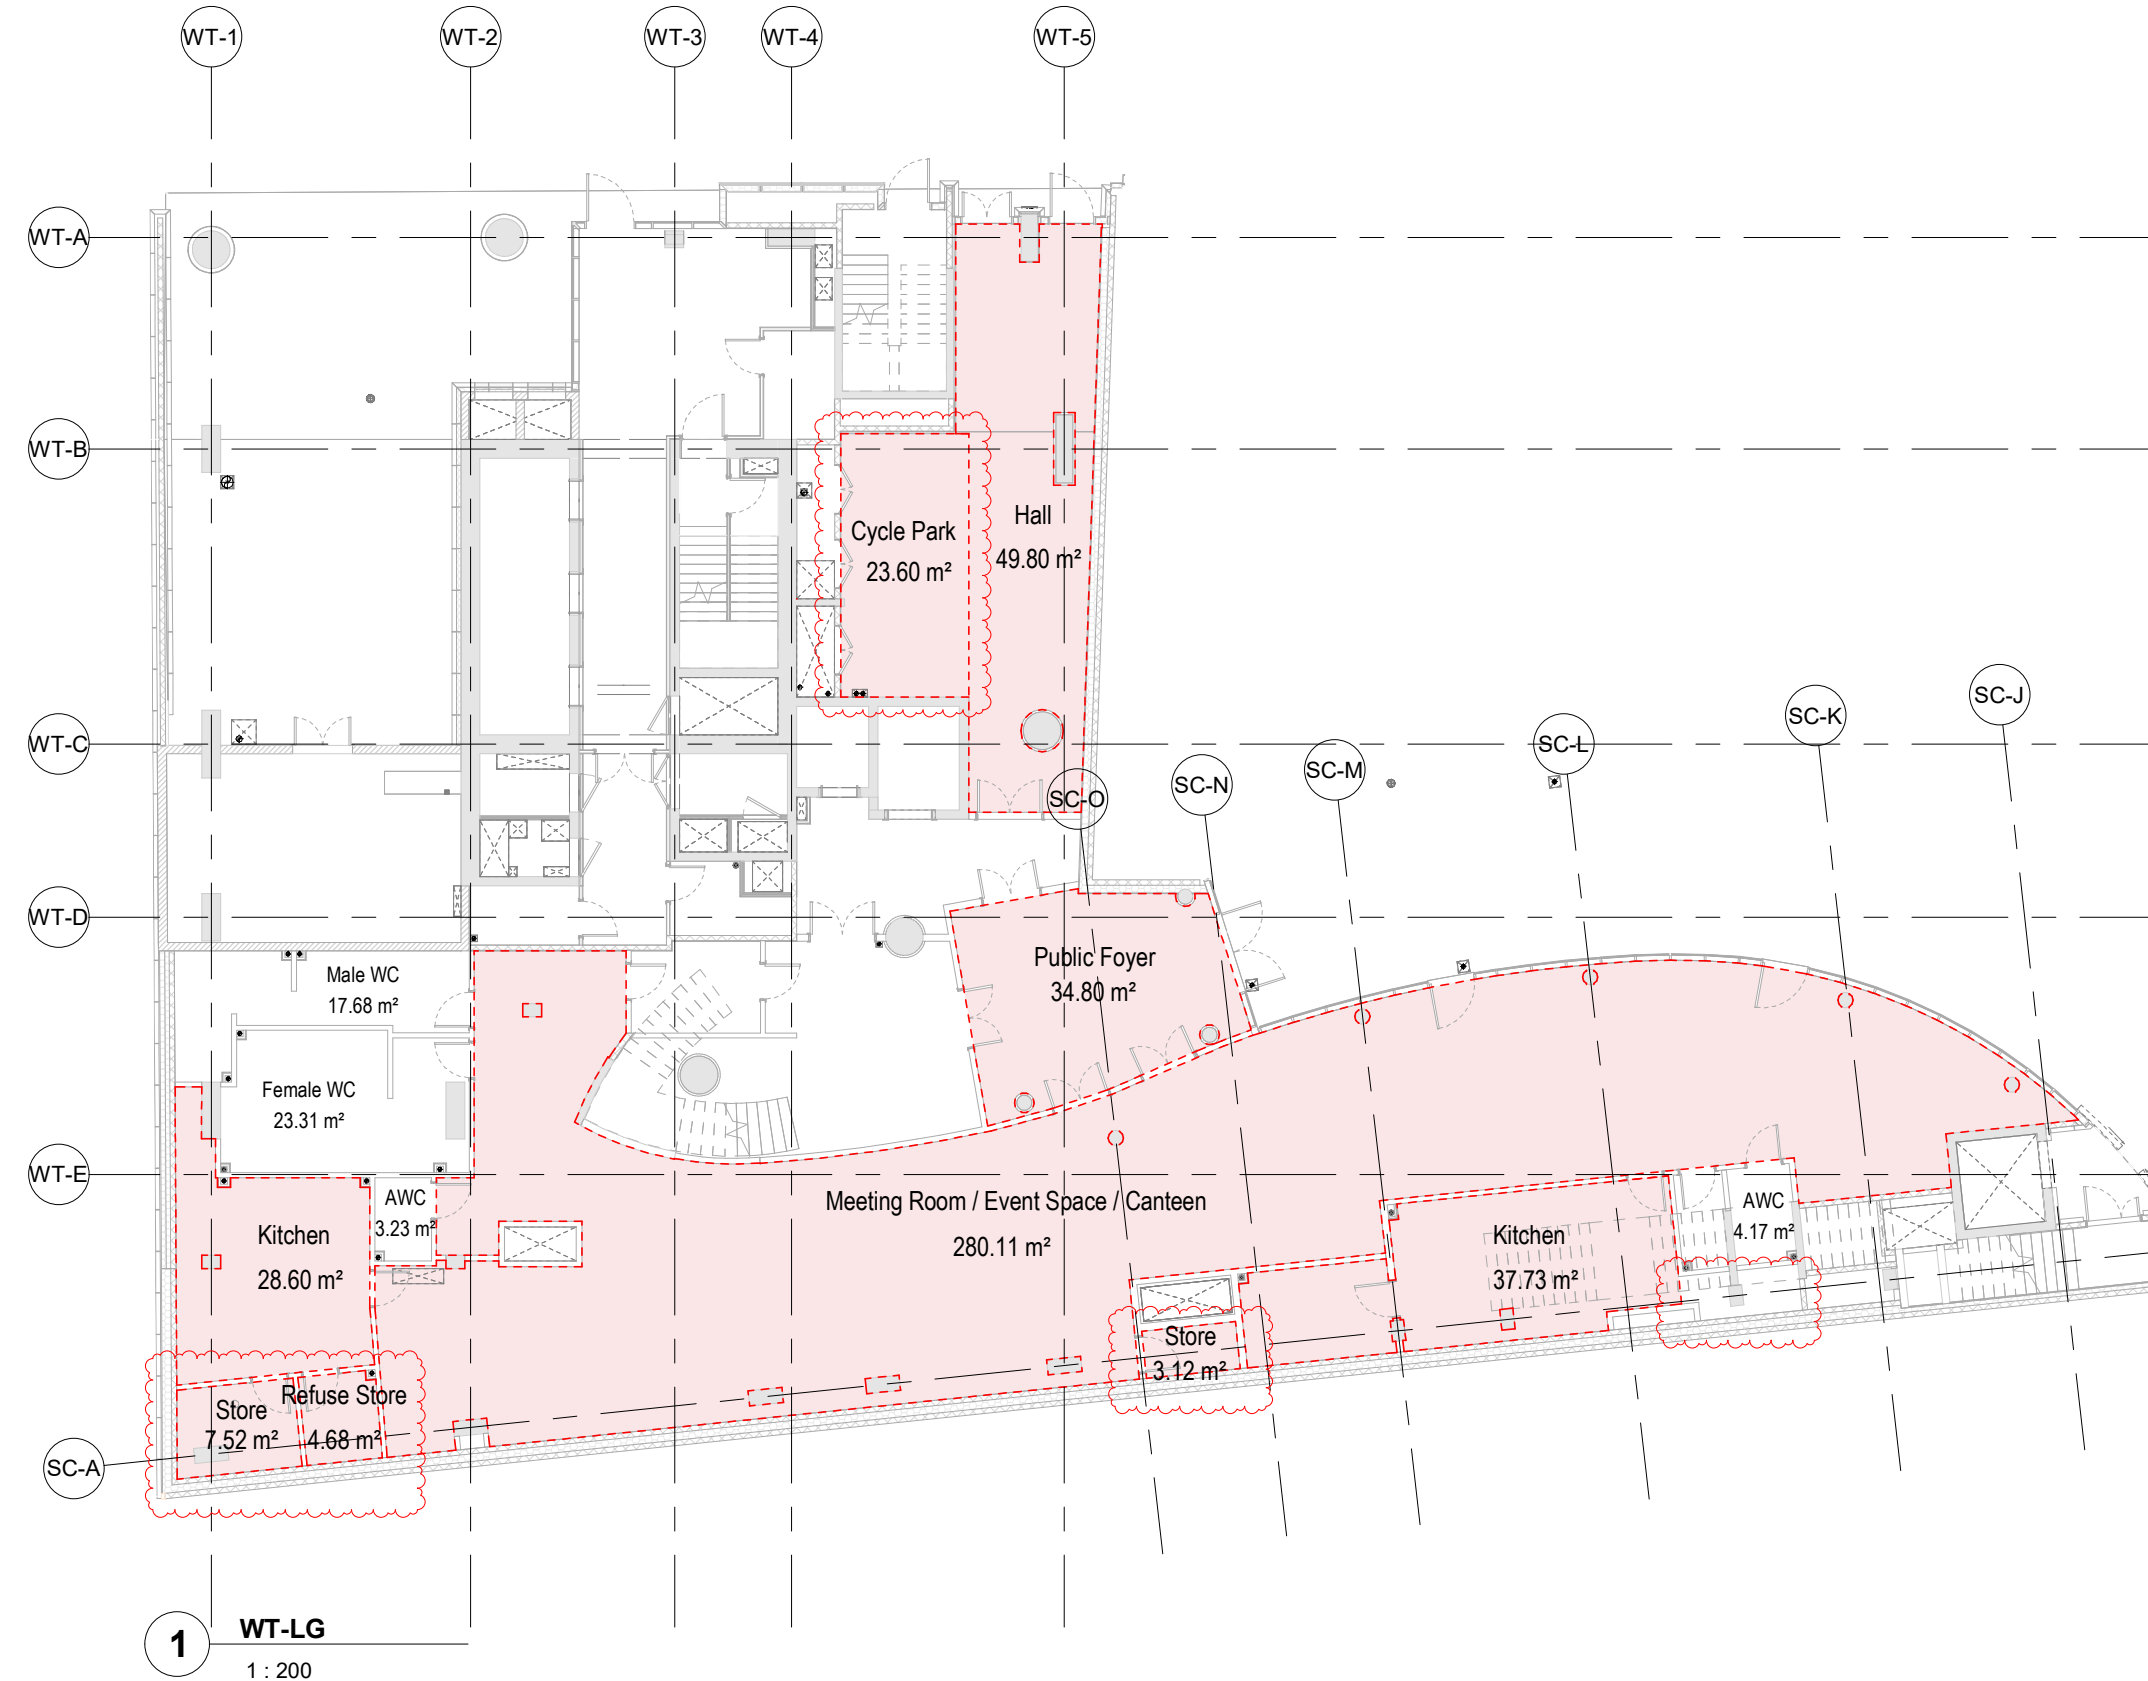 WT-1
WT-2
WT-3
WT-4
WT-5
WT-A
WT-B
Hall
49.80 m²
Cycle Park
23.60 m²
SC-J
SC-K
WT-C
SC-L
SC-M
SC-N
SC-O
WT-D
Public Foyer
34.80 m²
Male WC
17.68 m²
Female WC
23.31 m²
WT-E
AWC
3.23 m²
Meeting Room / Event Space / Canteen
280.11 m²
AWC
4.17 m²
Kitchen
28.60 m²
Kitchen
37.73 m²
Store
3.12 m²
Refuse Store
4.68 m²
Store
7.52 m²
SC-A
1
WT-LG
1 : 200